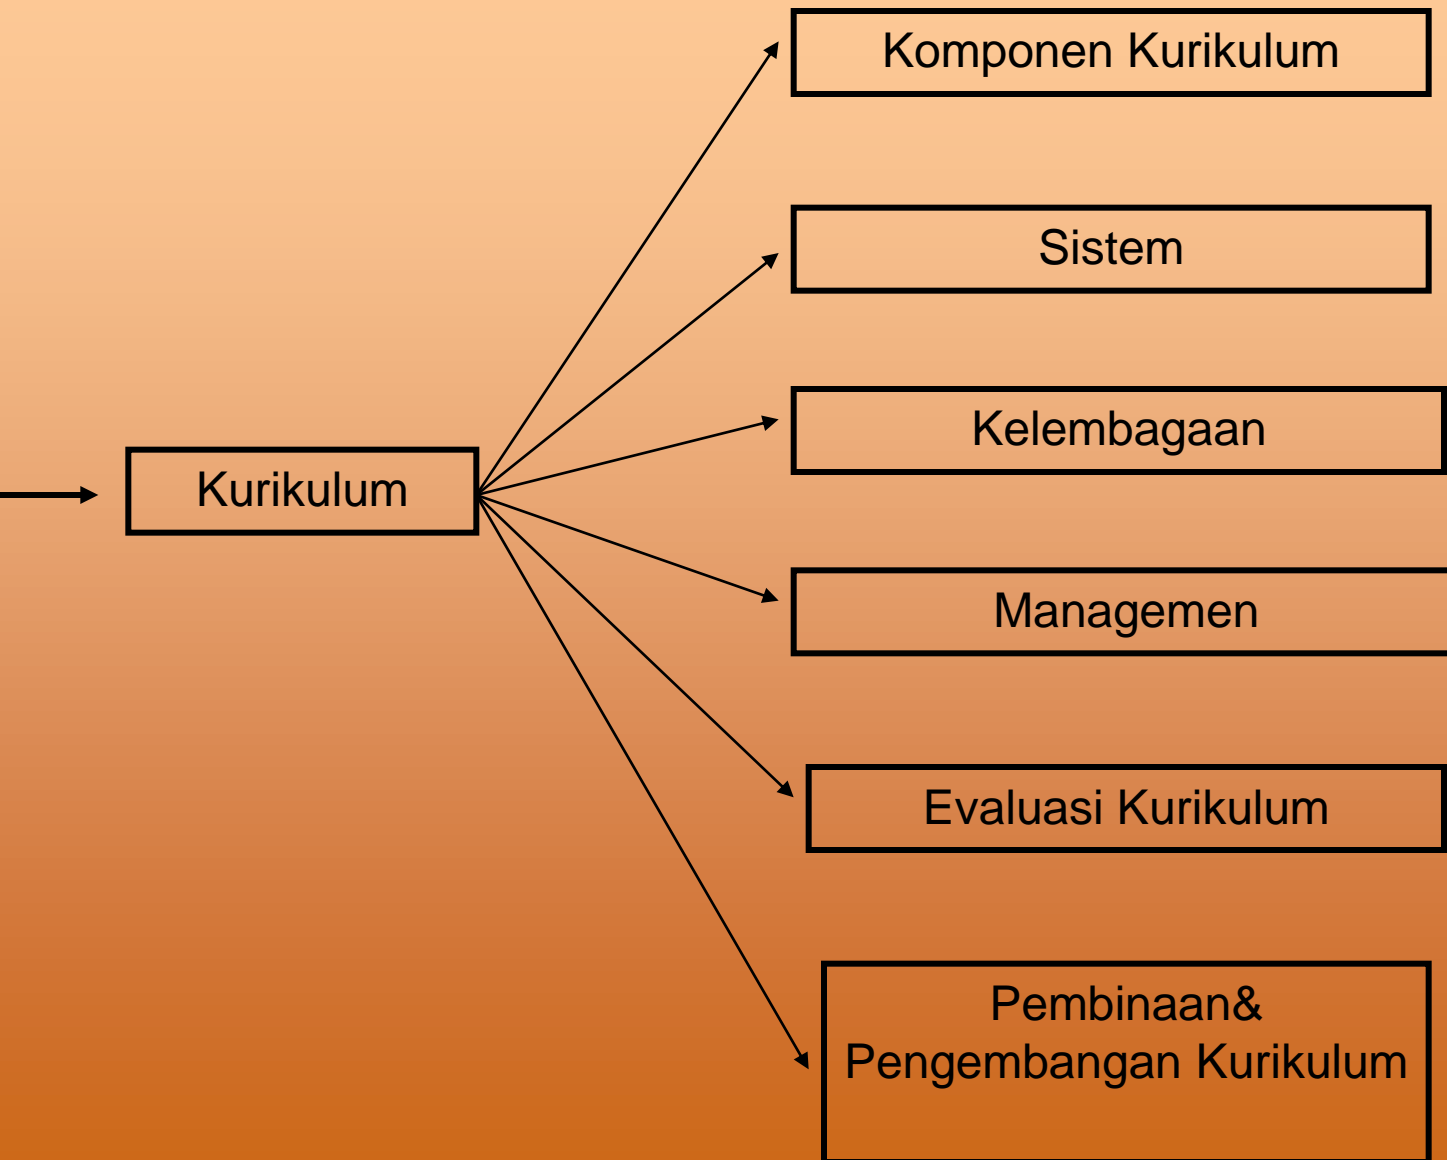 Komponen Kurikulum
Sistem
Kelembagaan
Kurikulum
Managemen
Evaluasi Kurikulum
Pembinaan&
Pengembangan Kurikulum